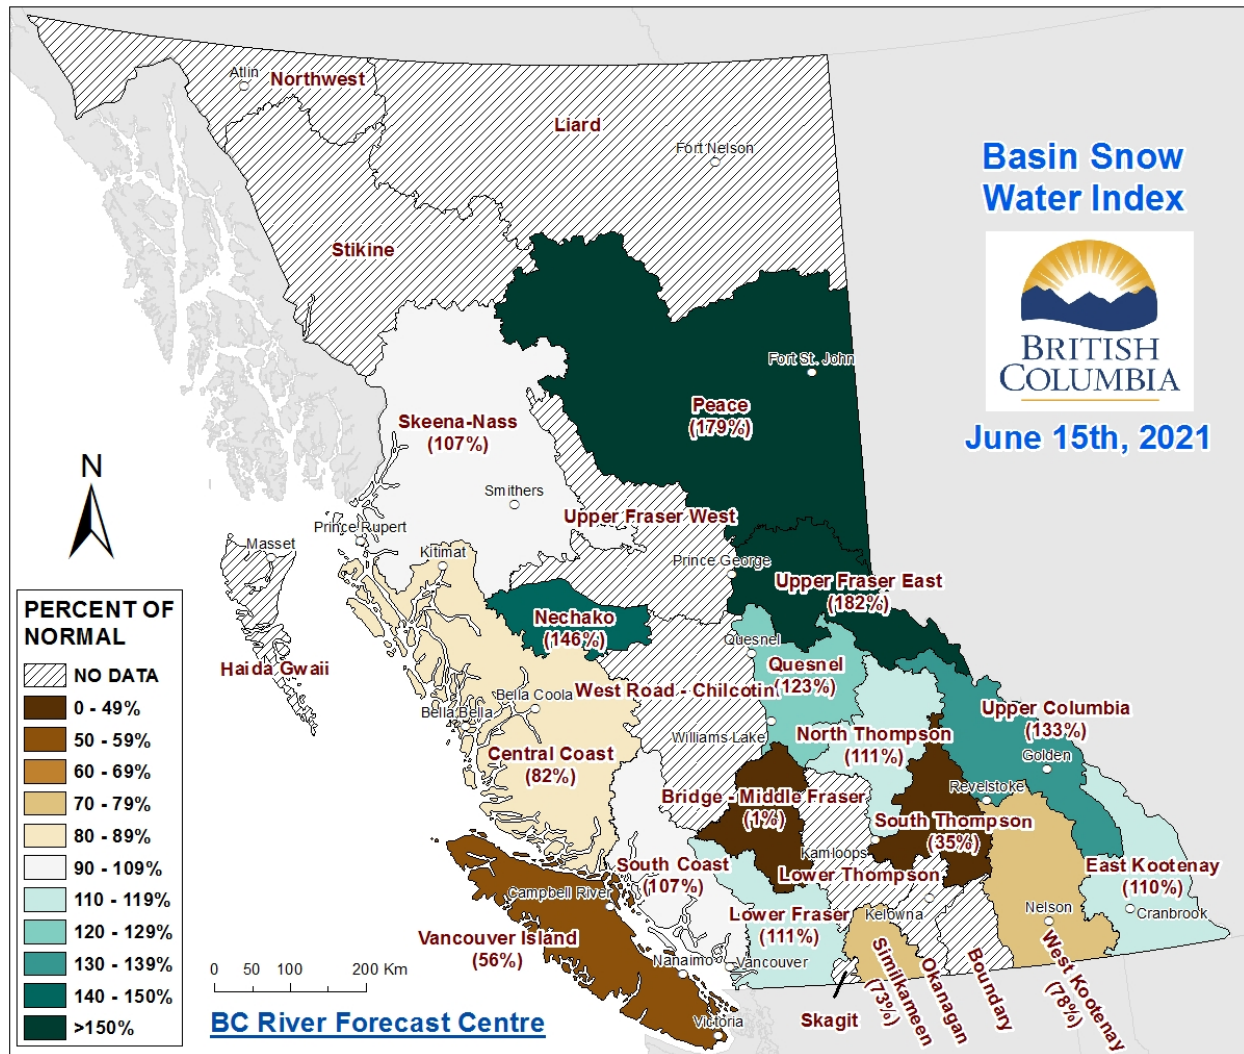 Basin Snow
Water Index
BRITISH
COLUMBIA
June 15th, 2021
Atlin
Northwest
Liard
Fort Nelson
Stikine
Fort St. John
Peace
(179%)
Skeena-Nass
(107%)
Smithers
Upper Fraser West
Prince Rupert
Masset
Kitimat
Prince George
Upper Fraser East
(182%)
Nechako
(146%)
Quesnel
Quesnel
(123%)
Haida Gwaii
West Road - Chilcotin
Bella Coola
Bella Bella
Williams Lake
North Thompson
(111%)
Upper Columbia
(133%)
Golden
Central Coast
(82%)
Revelstoke
Bridge - Middle Fraser
(1%)
South Thompson
(35%)
Kamloops
Lower Thompson
South Coast
(107%)
East Kootenay
(110%)
Cranbrook
Campbell River
Lower Fraser
(111%)
Kelowna
Nelson
Vancouver Island
(56%)
Nanaimo
Vancouver
Victoria
Skagit
Similkameen
(73%)
Okanagan
Boundary
West Kootenay
(78%)
N
PERCENT OF
NORMAL
NO DATA
0 - 49%
50 - 59%
60 - 69%
70 - 79%
80 - 89%
90 - 109%
110 - 119%
120 - 129%
130 - 139%
140 - 150%
>150%
0 50 100 200 Km
BC River Forecast Centre